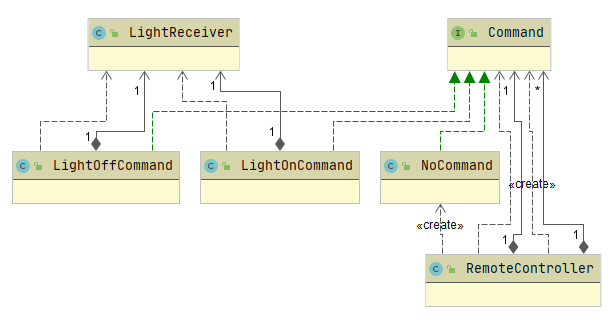 C LightReceiver
I Command
1
1
1
*
1
1
C LightOffCommand
C LightOnCommand
C NoCommand
«create»
«create»
1
1
C RemoteController